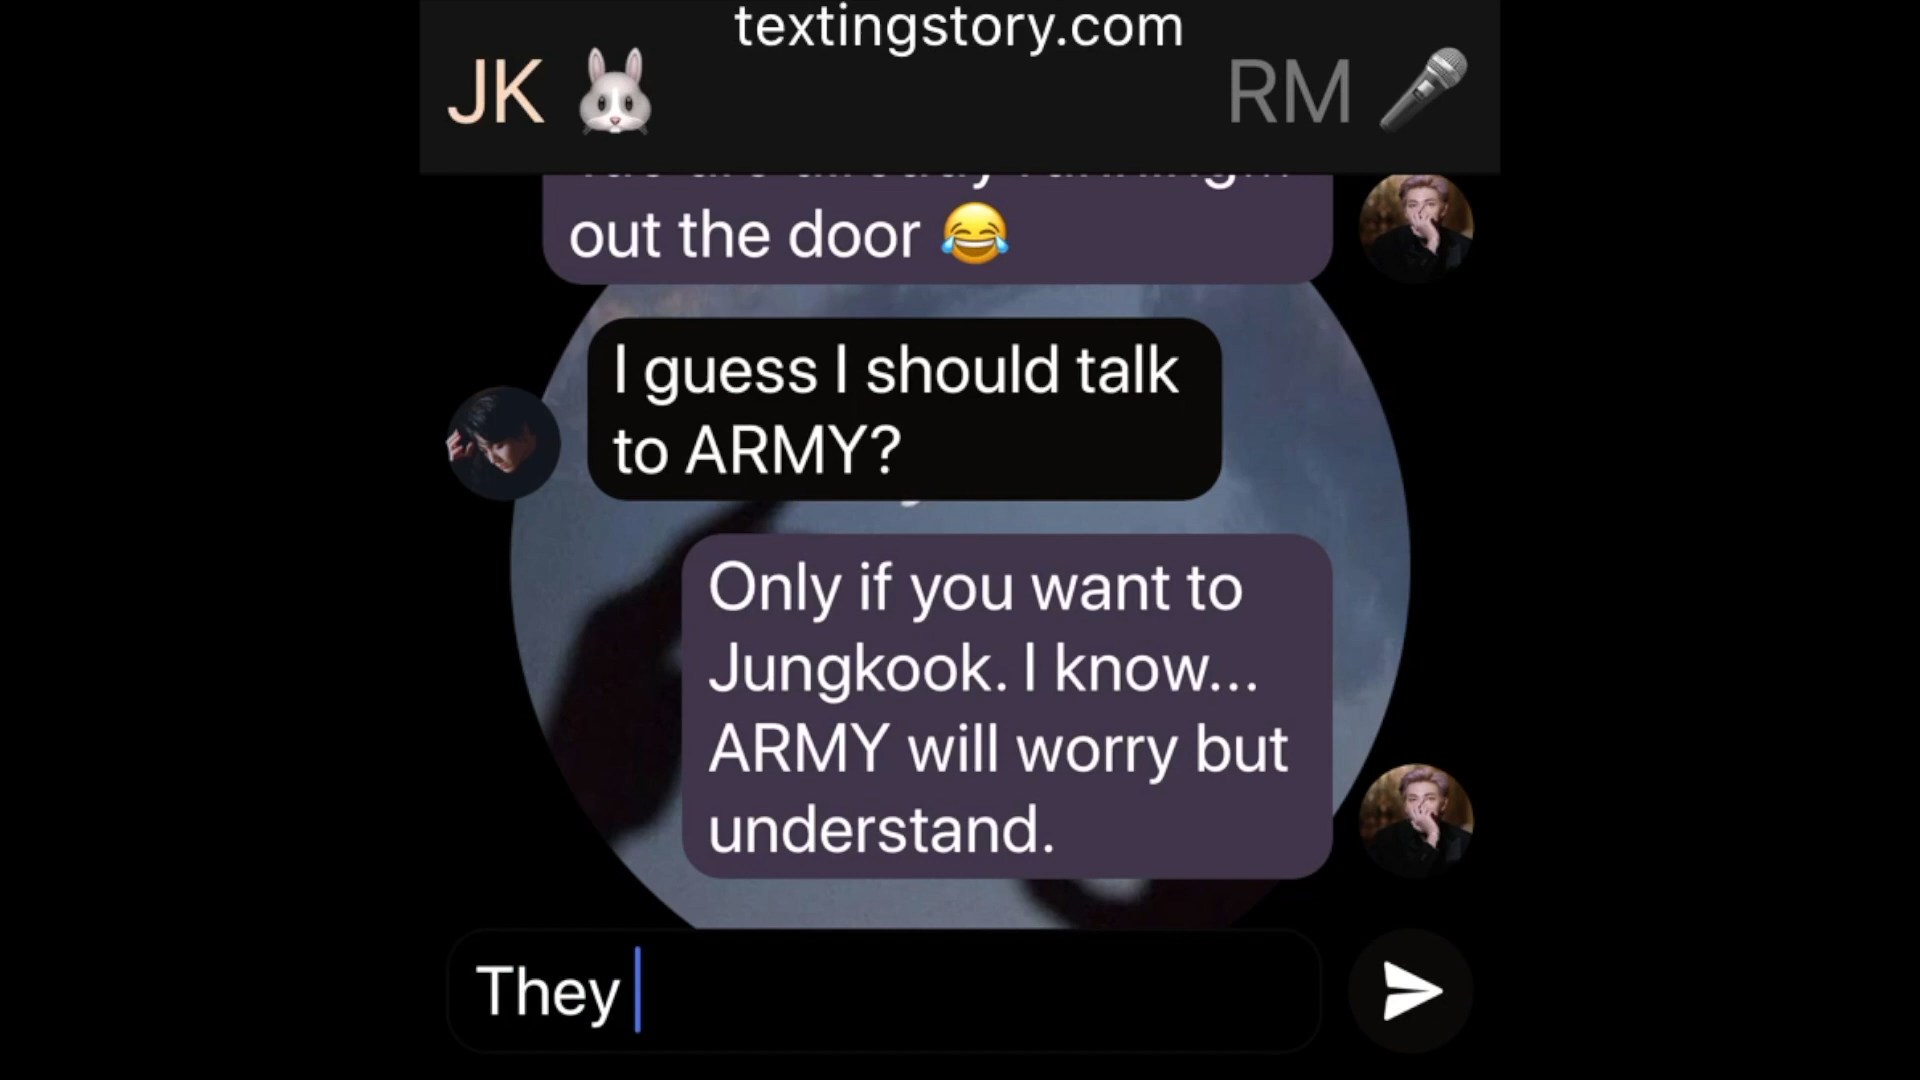 textingstory.com
JK 🐰
RM 🎤
out the door 😂
I guess I should talk
to ARMY?
Only if you want to
Jungkook. I know...
ARMY will worry but
understand.
They